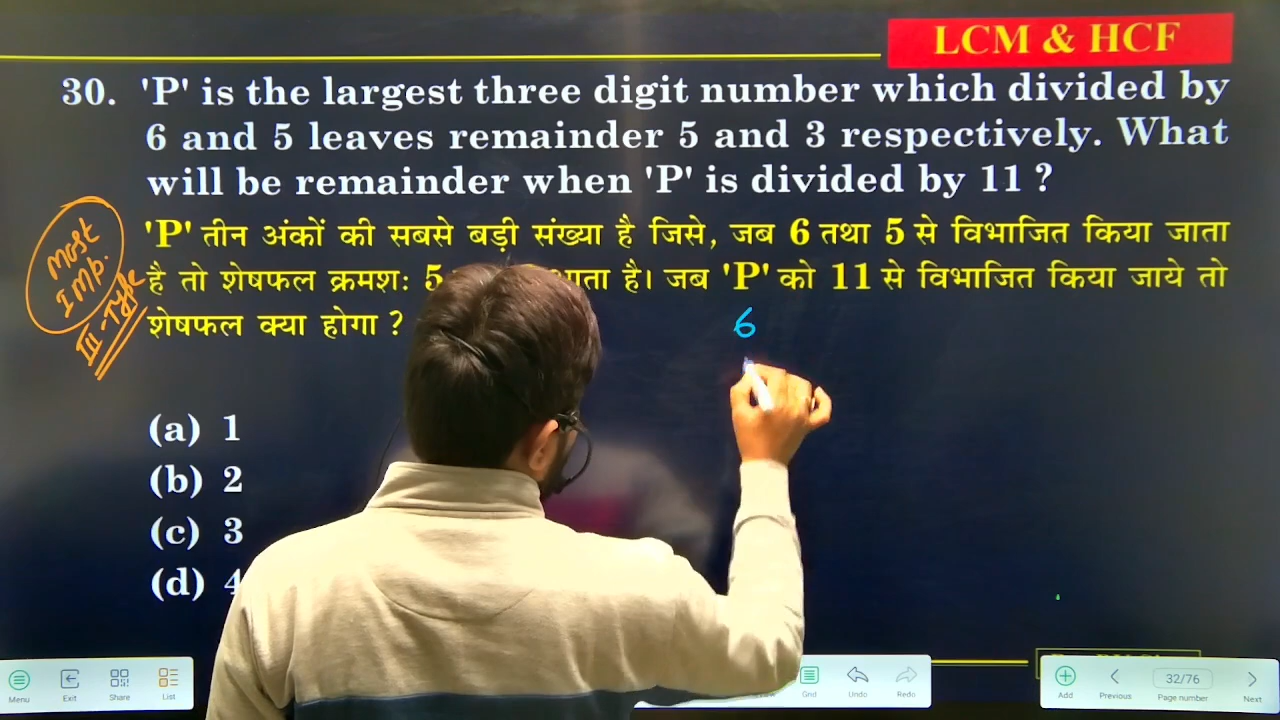 LCM & HCF
30. 'P' is the largest three digit number which divided by
6 and 5 leaves remainder 5 and 3 respectively. What
will be remainder when 'P' is divided by 11 ?
'P' तीन अंकों की सबसे बड़ी संख्या है जिसे, जब 6 तथा 5 से विभाजित किया जाता
है तो शेषफल क्रमशः 5 आता है। जब 'P' को 11 से विभाजित किया जाये तो
शेषफल क्या होगा ?
Most
IMP.
III - Type
6
(a) 1
(b) 2
(c) 3
(d) 4
Menu Exit Share List Grid Undo Redo Add Previous 32/76 Page number Next